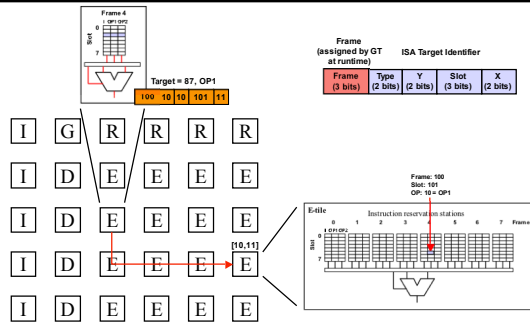 Frame 4
I OP1 OP2
Slot
0
7
Target = 87, OP1
100 10 10 101 11
Frame
(assigned by GT
at runtime)
ISA Target Identifier
Frame
(3 bits)
Type
(2 bits)
Y
(2 bits)
Slot
(3 bits)
X
(2 bits)
I G R R R R
I D E E E E
I D E E E E
[10,11]
I D E E E E
I D E E E E
Frame: 100
Slot: 101
OP: 10 = OP1
E-tile
Instruction reservation stations
0 1 2 3 4 5 6 7 Frame
I OP1 OP2
Slot
0
7